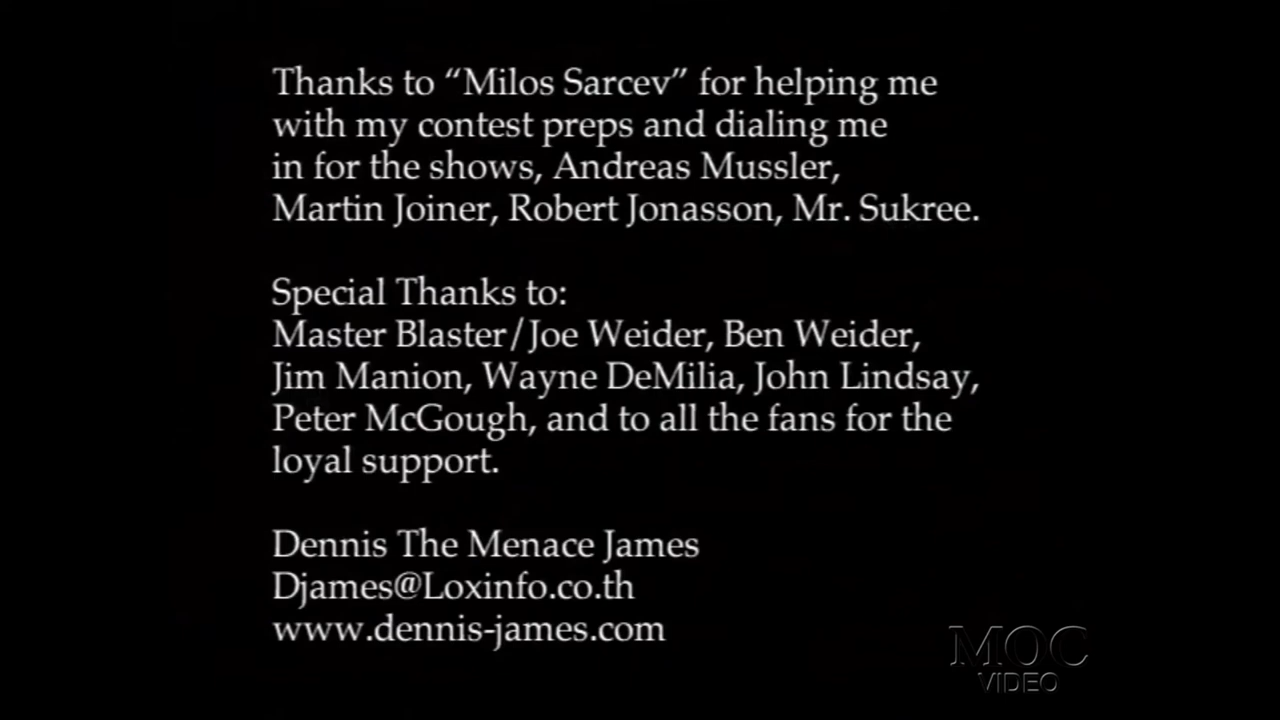 Thanks to “Milos Sarcev” for helping me
with my contest preps and dialing me
in for the shows, Andreas Mussler,
Martin Joiner, Robert Jonasson, Mr. Sukree.
Special Thanks to:
Master Blaster/Joe Weider, Ben Weider,
Jim Manion, Wayne DeMilia, John Lindsay,
Peter McGough, and to all the fans for the
loyal support.
Dennis The Menace James
Djames@Loxinfo.co.th
www.dennis-james.com
MOC
VIDEO